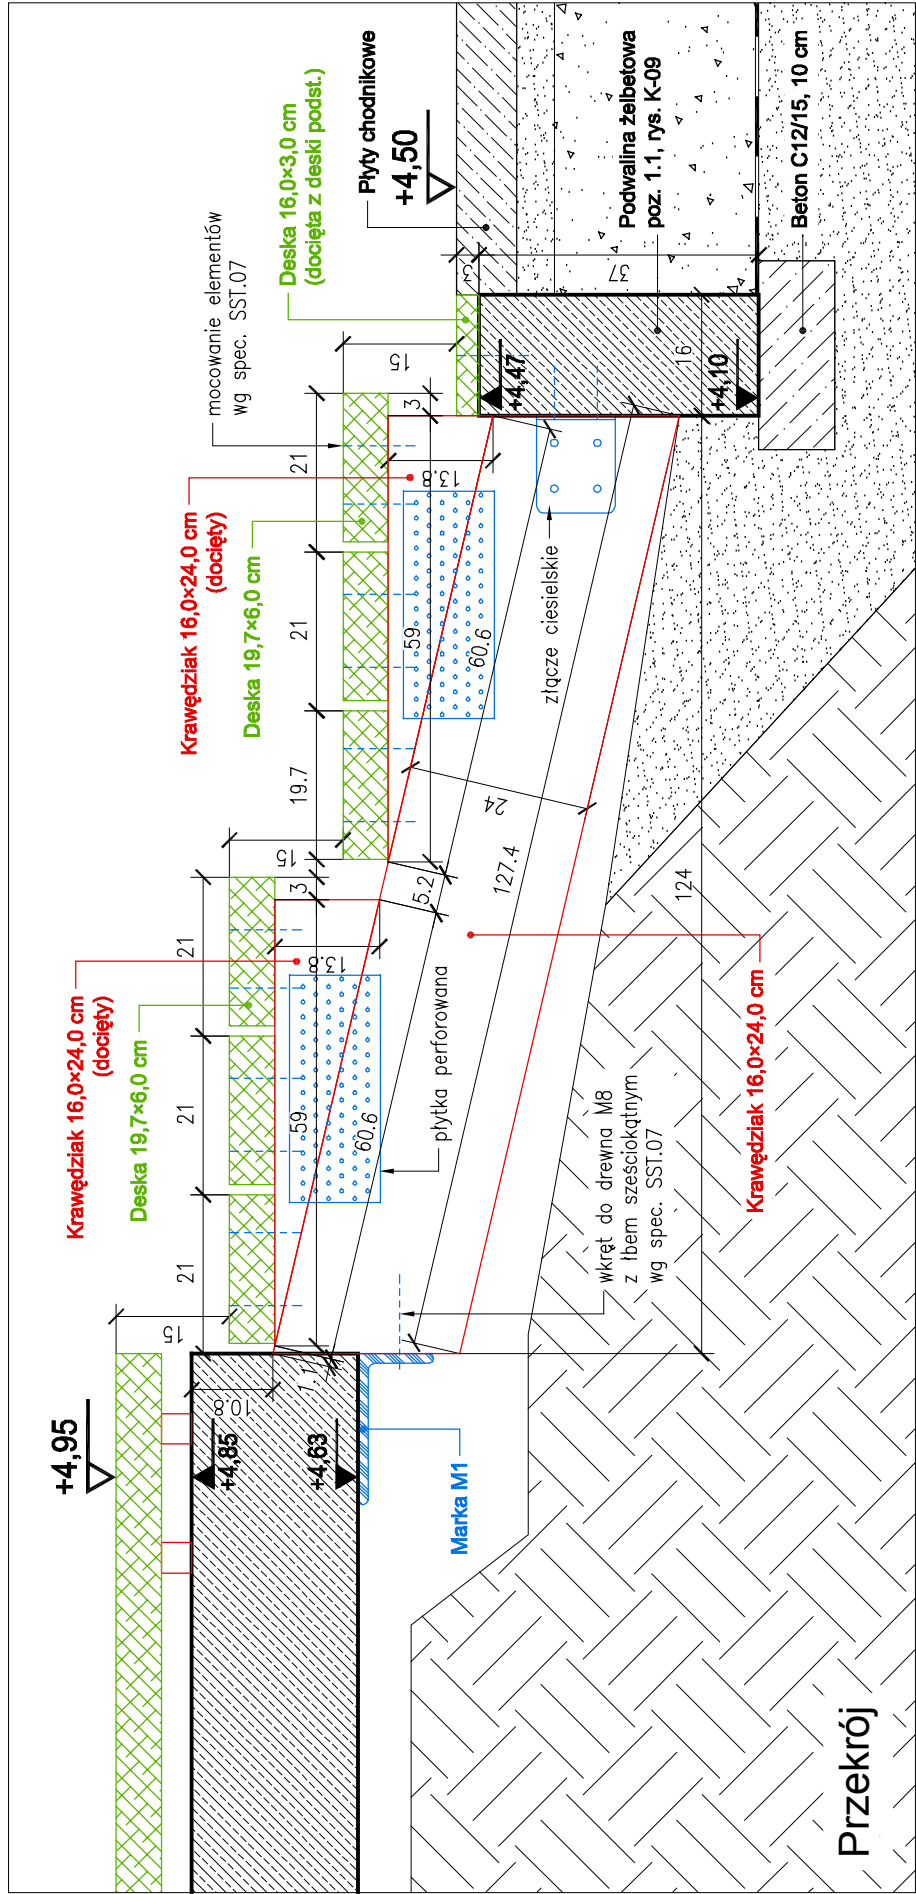 +4,95
15
10.8
+4,85
+4,63
1.1
Marka M1
Krawędziak 16,0×24,0 cm
(docięty)
Deska 19,7×6,0 cm
21
21
21
3
15
13.8
59
60.6
5.2
płytka perforowana
wkręt do drewna M8
z łbem sześciokątnym
wg spec. SST.07
127.4
24
124
Krawędziak 16,0×24,0 cm
Krawędziak 16,0×24,0 cm
(docięty)
Deska 19,7×6,0 cm
19.7
21
21
3
15
13.8
59
60.6
złącze ciesielskie
mocowanie elementów
wg spec. SST.07
Deska 16,0×3,0 cm
(docięta z deski podst.)
Płyty chodnikowe
+4,50
3
37
+4,47
+4,10
16
Podwalina żelbetowa
poz. 1.1, rys. K-09
Beton C12/15, 10 cm
Przekrój